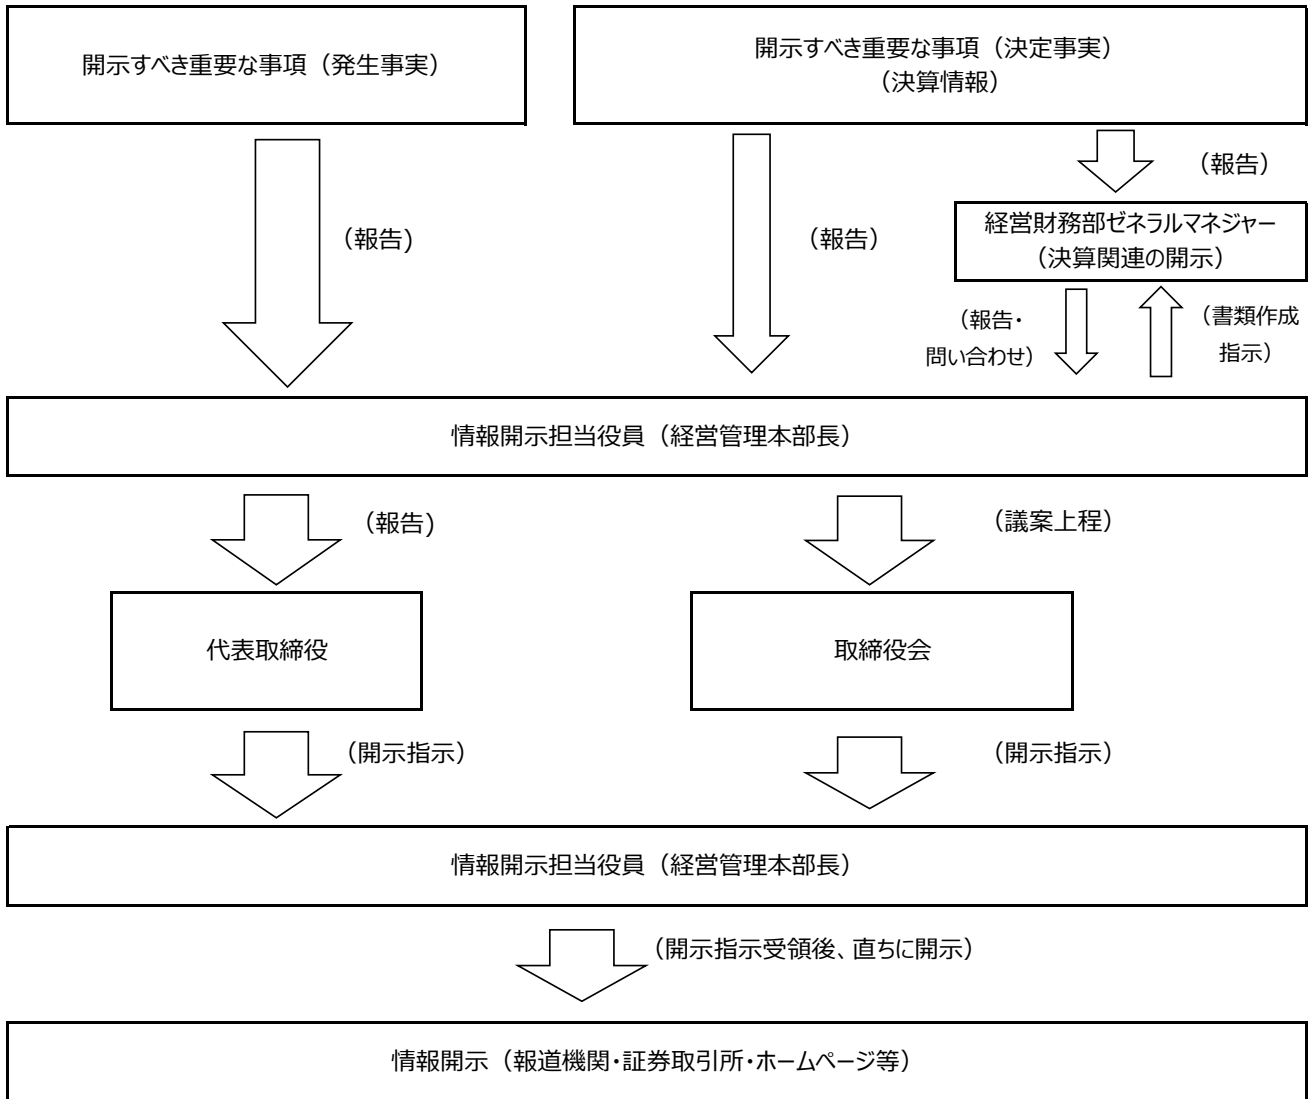 開示すべき重要な事項（発生事実）
開示すべき重要な事項（決定事実）
（決算情報）
（報告）
（報告)
（報告）
経営財務部ゼネラルマネジャー
（決算関連の開示）
（報告・
問い合わせ）
（書類作成
指示）
情報開示担当役員（経営管理本部長）
（報告)
（議案上程）
代表取締役
取締役会
（開示指示）
（開示指示）
情報開示担当役員（経営管理本部長）
（開示指示受領後、直ちに開示）
情報開示（報道機関・証券取引所・ホームページ等）